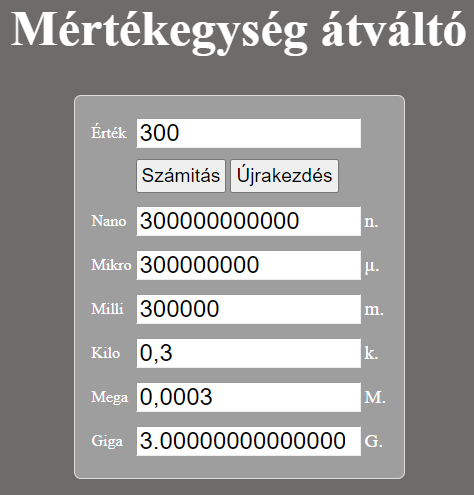 Mértékegység átváltó
Érték 300
Számitás Újrakezdés
Nano 300000000000 n.
Mikro 300000000 µ.
Milli 300000 m.
Kilo 0,3 k.
Mega 0,0003 M.
Giga 3.00000000000000 G.